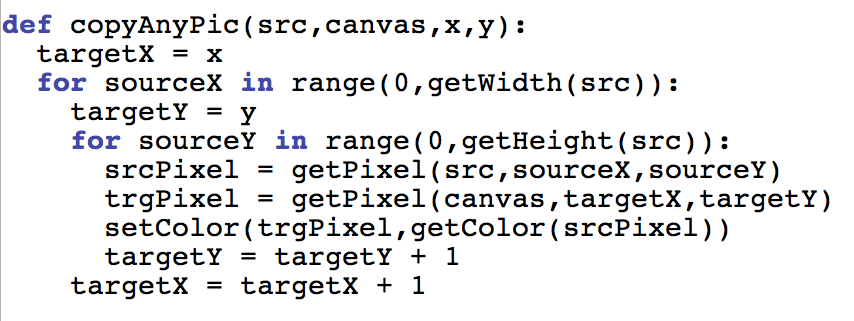 def copyAnyPic(src,canvas,x,y):
  targetX = x
  for sourceX in range(0,getWidth(src)):
    targetY = y
    for sourceY in range(0,getHeight(src)):
      srcPixel = getPixel(src,sourceX,sourceY)
      trgPixel = getPixel(canvas,targetX,targetY)
      setColor(trgPixel,getColor(srcPixel))
      targetY = targetY + 1
    targetX = targetX + 1